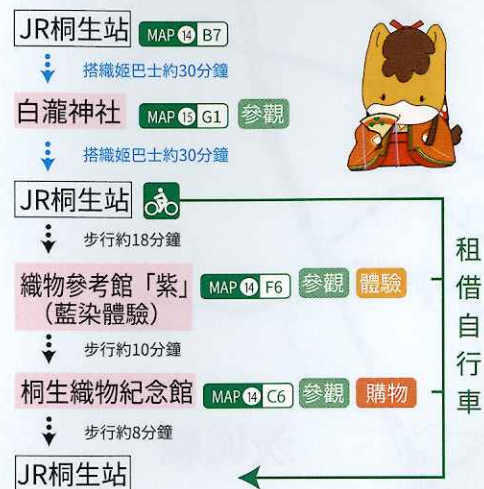 JR桐生站 MAP 14 B7
搭織姬巴士約30分鐘
白瀧神社 MAP 15 G1 參觀
搭織姬巴士約30分鐘
JR桐生站
步行約18分鐘
織物參考館「紫」 MAP 14 F6 參觀 體驗
（藍染體驗）
步行約10分鐘
桐生織物紀念館 MAP 14 C6 參觀 購物
步行約8分鐘
JR桐生站
租借自行車